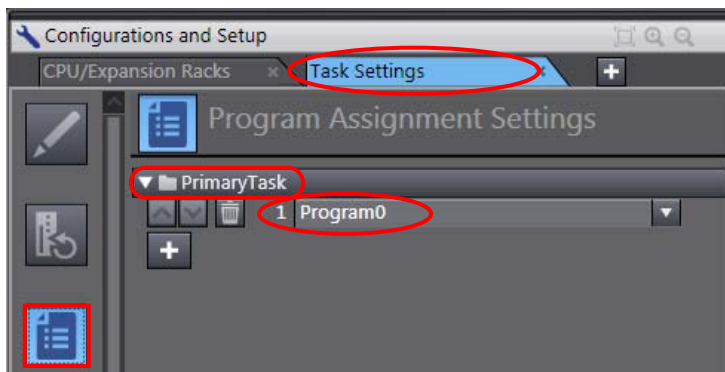 Configurations and Setup
CPU/Expansion Racks × Task Settings × +
Program Assignment Settings
PrimaryTask
1 Program0
+